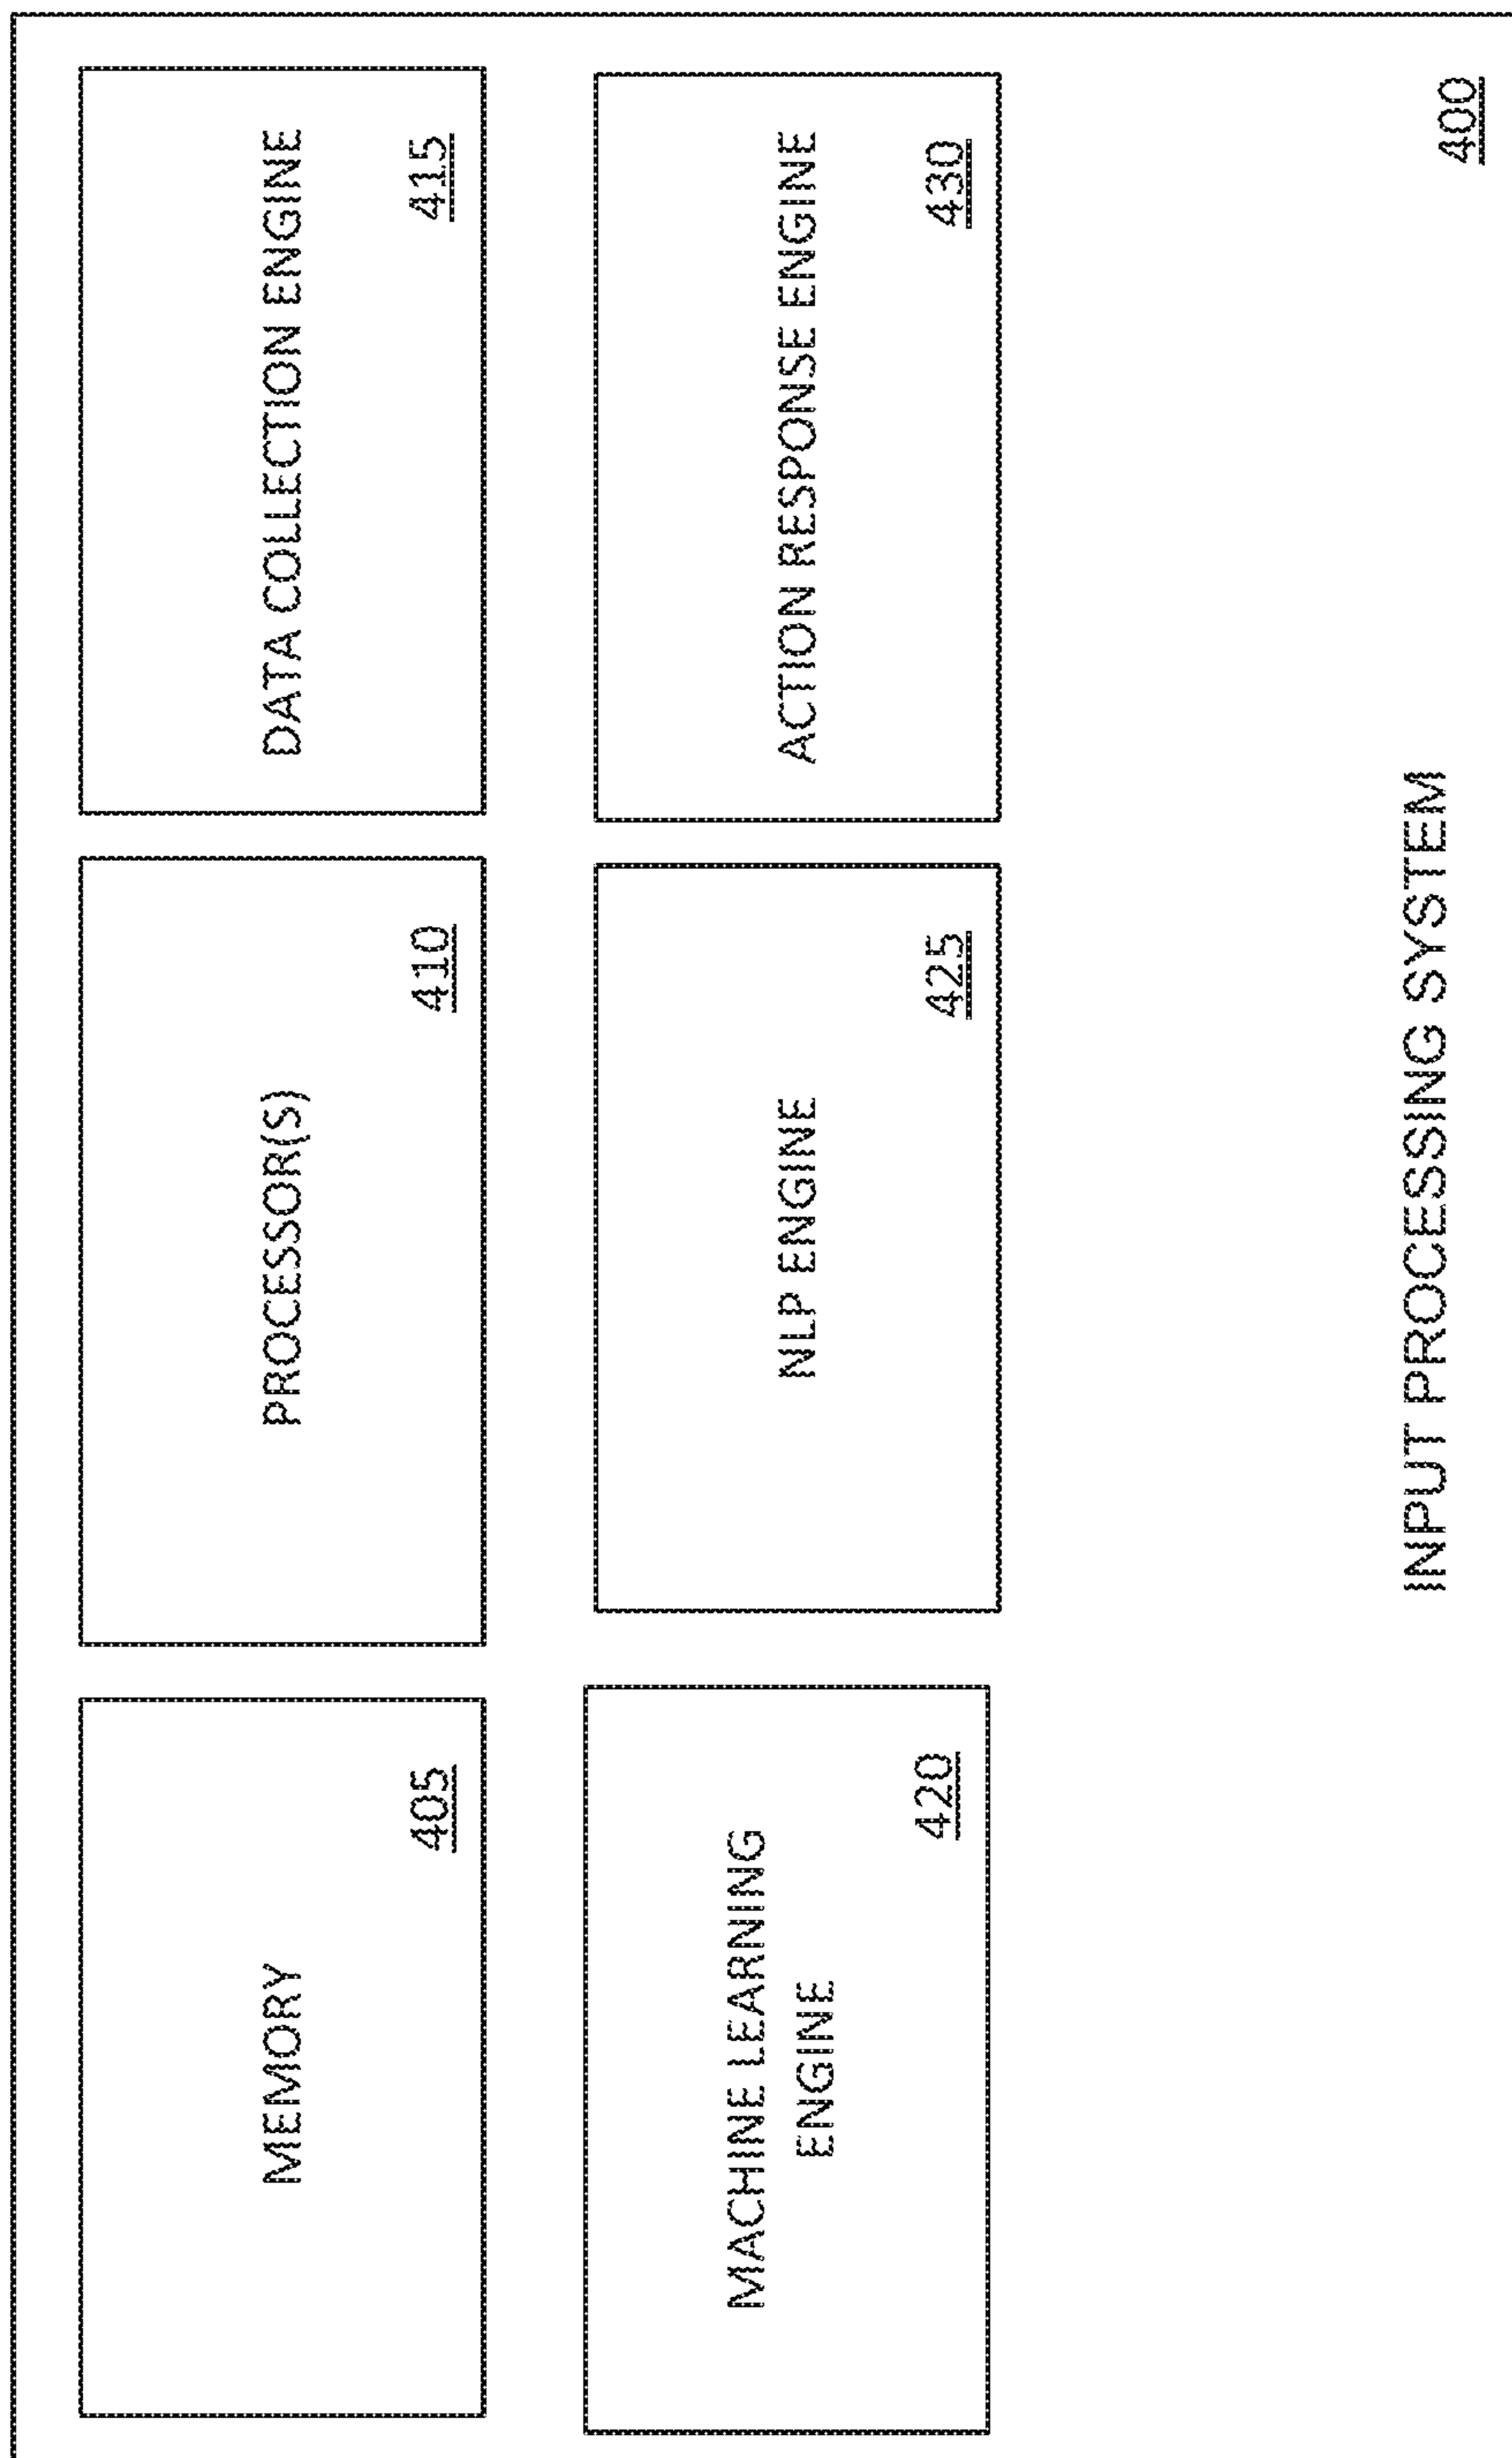 MEMORY
405
PROCESSOR(S)
410
DATA COLLECTION ENGINE
415
MACHINE LEARNING
ENGINE
420
NLP ENGINE
425
ACTION RESPONSE ENGINE
430
INPUT PROCESSING SYSTEM
400